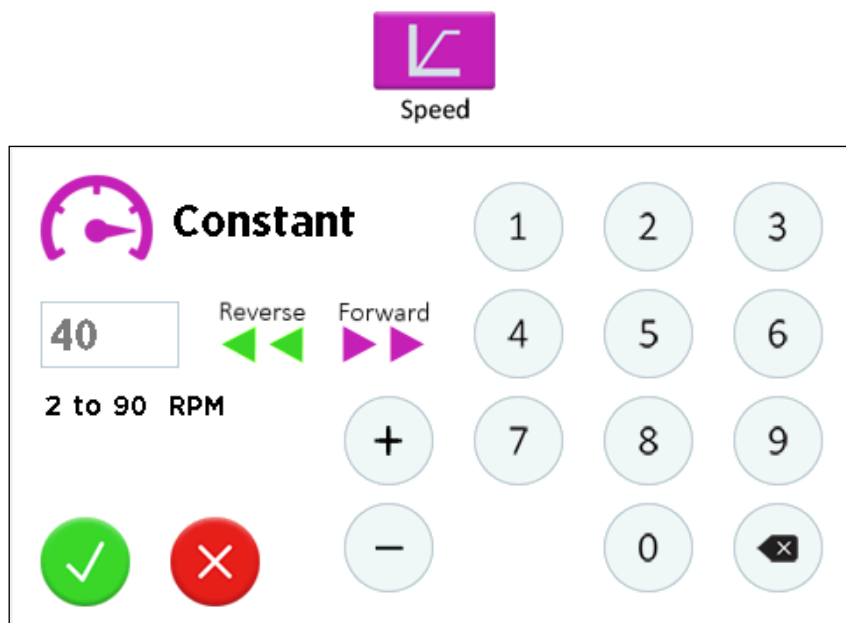 Speed
Constant
1 2 3
Reverse Forward
40
4 5 6
2 to 90 RPM
+ 7 8 9
− 0